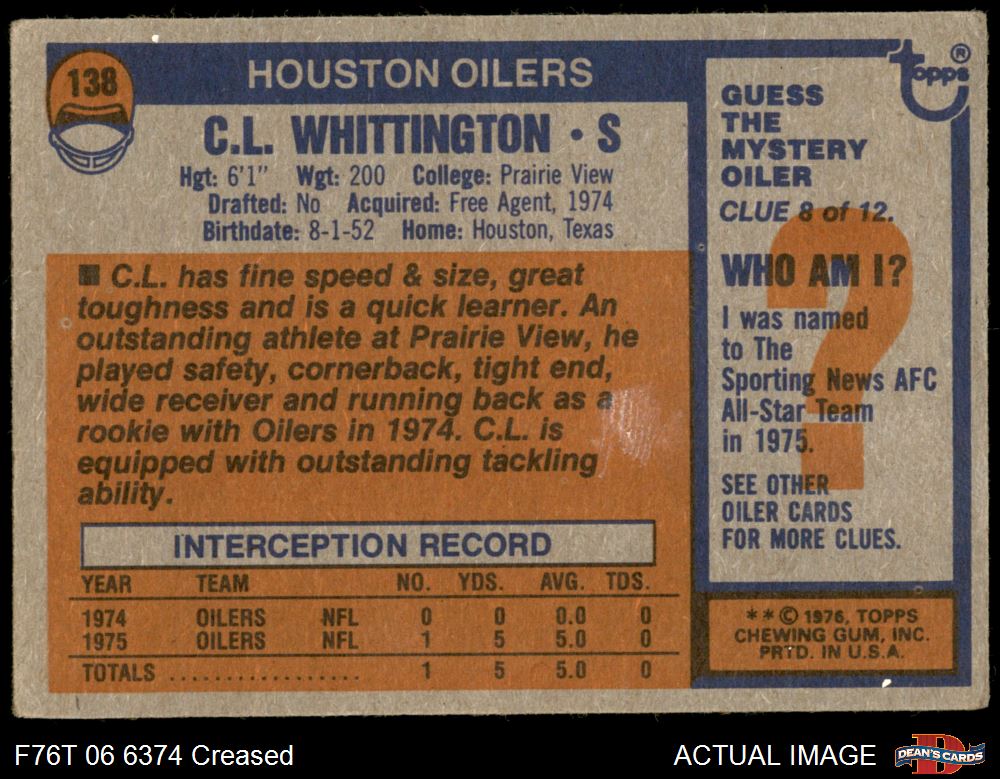 138
HOUSTON OILERS
C.L. WHITTINGTON • S
Hgt: 6'1" Wgt: 200 College: Prairie View
Drafted: No Acquired: Free Agent, 1974
Birthdate: 8-1-52 Home: Houston, Texas
■ C.L. has fine speed & size, great
toughness and is a quick learner. An
outstanding athlete at Prairie View, he
played safety, cornerback, tight end,
wide receiver and running back as a
rookie with Oilers in 1974. C.L. is
equipped with outstanding tackling
ability.
INTERCEPTION RECORD
YEAR TEAM NO. YDS. AVG. TDS.
1974 OILERS NFL 0 0 0.0 0
1975 OILERS NFL 1 5 5.0 0
TOTALS ................. 1 5 5.0 0
topps®
GUESS
THE
MYSTERY
OILER
CLUE 8 of 12.
?
WHO AM I?
I was named
to The
Sporting News AFC
All-Star Team
in 1975.
SEE OTHER
OILER CARDS
FOR MORE CLUES.
**© 1976, TOPPS
CHEWING GUM, INC.
PRTD. IN U.S.A.
F76T 06 6374 Creased
ACTUAL IMAGE
D
DEAN'S CARDS